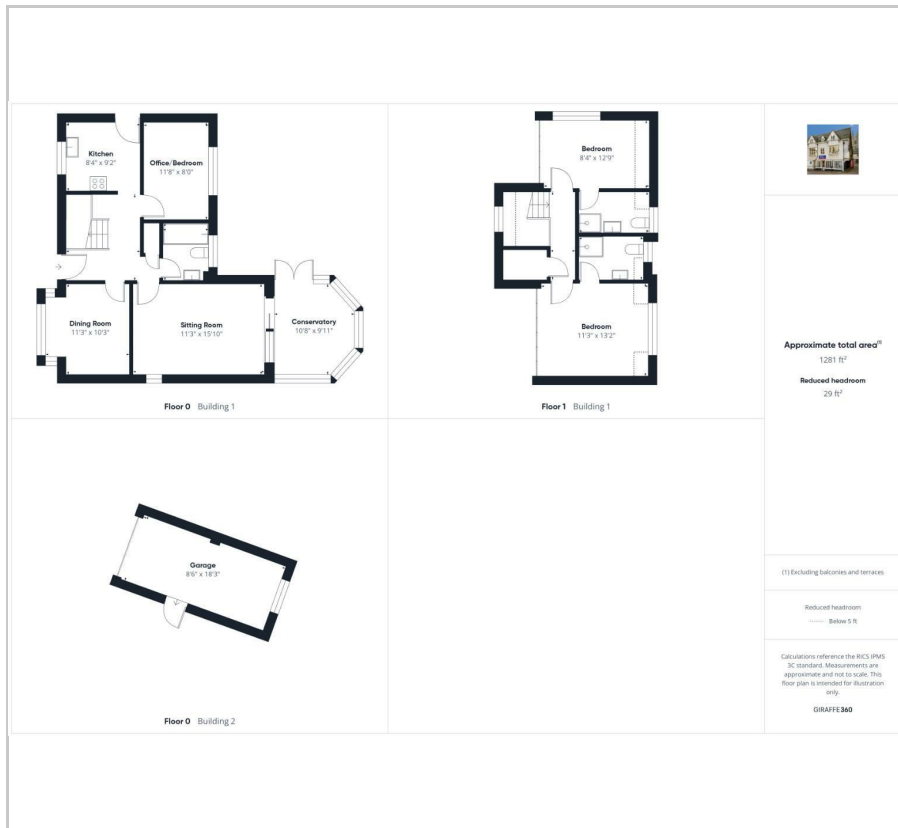 Kitchen
8'4" x 9'2"
Office/Bedroom
11'8" x 8'0"
Dining Room
11'3" x 10'3"
Sitting Room
11'3" x 15'10"
Conservatory
10'8" x 9'11"
Floor 0 Building 1
Bedroom
8'4" x 12'9"
Bedroom
11'3" x 13'2"
Floor 1 Building 1
Garage
8'6" x 18'3"
Floor 0 Building 2
Approximate total area(1)
1281 ft²
Reduced headroom
29 ft²
(1) Excluding balconies and terraces
Reduced headroom
Below 5 ft
Calculations reference the RICS IPMS
3C standard. Measurements are
approximate and not to scale. This
floor plan is intended for illustration
only.
GIRAFFE360